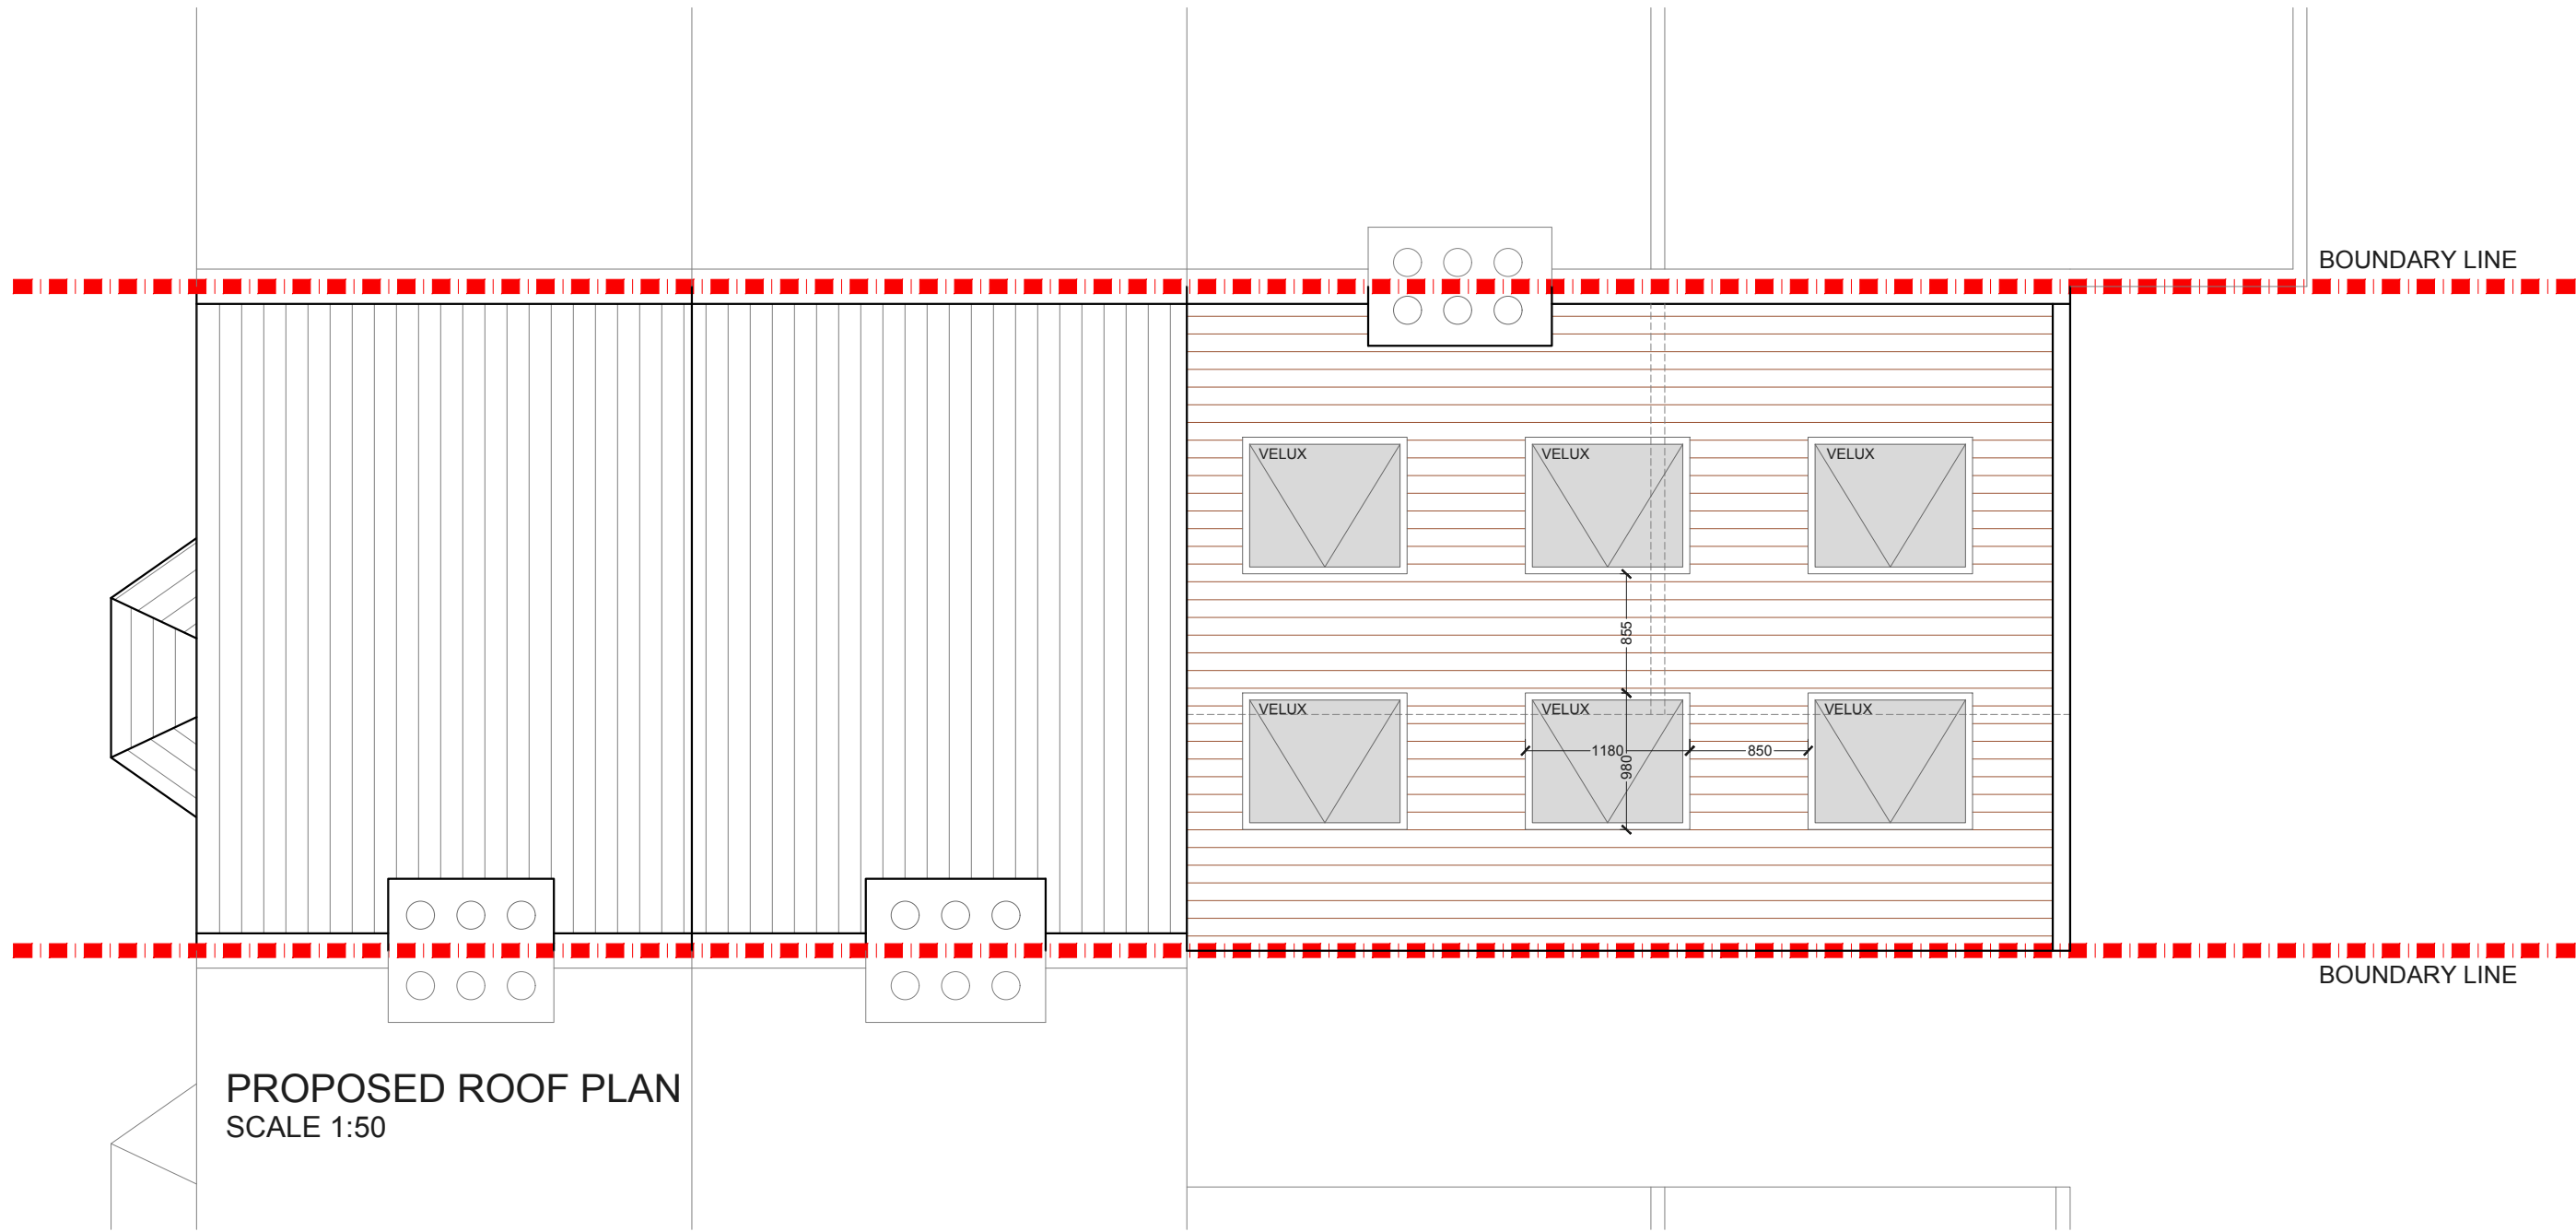 BOUNDARY LINE
VELUX VELUX VELUX
855
VELUX VELUX VELUX
1180 850
980
BOUNDARY LINE
PROPOSED ROOF PLAN
SCALE 1:50